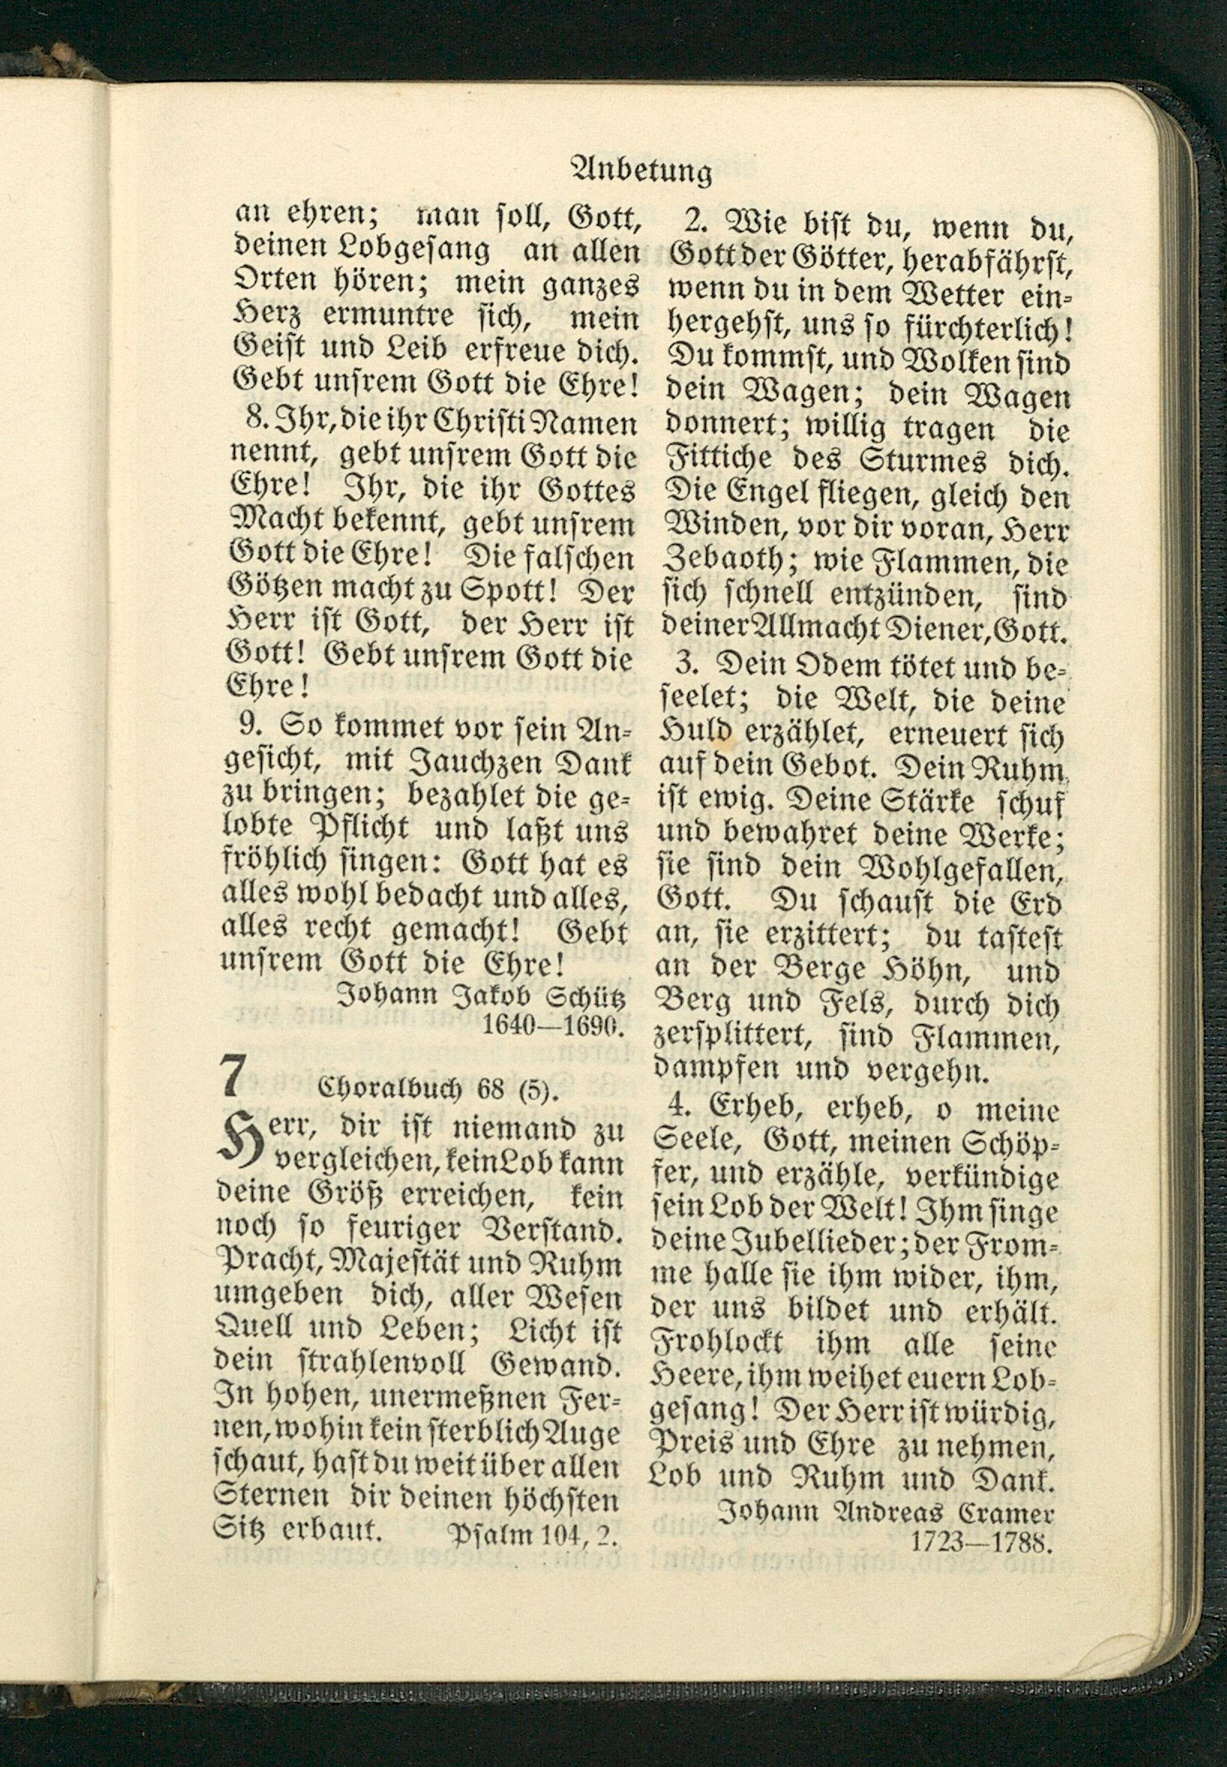 Anbetung
an ehren; man soll, Gott,
deinen Lobgesang an allen
Orten hören; mein ganzes
Herz ermuntre sich, mein
Geist und Leib erfreue dich.
Gebt unsrem Gott die Ehre!
8. Ihr, die ihr Christi Namen
nennt, gebt unsrem Gott die
Ehre! Ihr, die ihr Gottes
Macht bekennt, gebt unsrem
Gott die Ehre! Die falschen
Götzen macht zu Spott! Der
Herr ist Gott, der Herr ist
Gott! Gebt unsrem Gott die
Ehre!
9. So kommet vor sein An-
gesicht, mit Jauchzen Dank
zu bringen; bezahlet die ge-
lobte Pflicht und laßt uns
fröhlich singen: Gott hat es
alles wohl bedacht und alles,
alles recht gemacht! Gebt
unsrem Gott die Ehre!
Johann Jakob Schütz
1640—1690.
7
Choralbuch 68 (5).
Herr, dir ist niemand zu
vergleichen, kein Lob kann
deine Größ erreichen, kein
noch so feuriger Verstand.
Pracht, Majestät und Ruhm
umgeben dich, aller Wesen
Quell und Leben; Licht ist
dein strahlenvoll Gewand.
In hohen, unermeßnen Fer-
nen, wohin kein sterblich Auge
schaut, hast du weit über allen
Sternen dir deinen höchsten
Sitz erbaut. Psalm 104, 2.
2. Wie bist du, wenn du,
Gott der Götter, herabfährst,
wenn du in dem Wetter ein-
hergehst, uns so fürchterlich!
Du kommst, und Wolken sind
dein Wagen; dein Wagen
donnert; willig tragen die
Fittiche des Sturmes dich.
Die Engel fliegen, gleich den
Winden, vor dir voran, Herr
Zebaoth; wie Flammen, die
sich schnell entzünden, sind
deiner Allmacht Diener, Gott.
3. Dein Odem tötet und be-
seelet; die Welt, die deine
Huld erzählet, erneuert sich
auf dein Gebot. Dein Ruhm
ist ewig. Deine Stärke schuf
und bewahret deine Werke;
sie sind dein Wohlgefallen,
Gott. Du schaust die Erd
an, sie erzittert; du tastest
an der Berge Höhn, und
Berg und Fels, durch dich
zersplittert, sind Flammen,
dampfen und vergehn.
4. Erheb, erheb, o meine
Seele, Gott, meinen Schöp-
fer, und erzähle, verkündige
sein Lob der Welt! Ihm singe
deine Jubellieder; der From-
me halle sie ihm wider, ihm,
der uns bildet und erhält.
Frohlockt ihm alle seine
Heere, ihm weihet euern Lob-
gesang! Der Herr ist würdig,
Preis und Ehre zu nehmen,
Lob und Ruhm und Dank.
Johann Andreas Cramer
1723—1788.